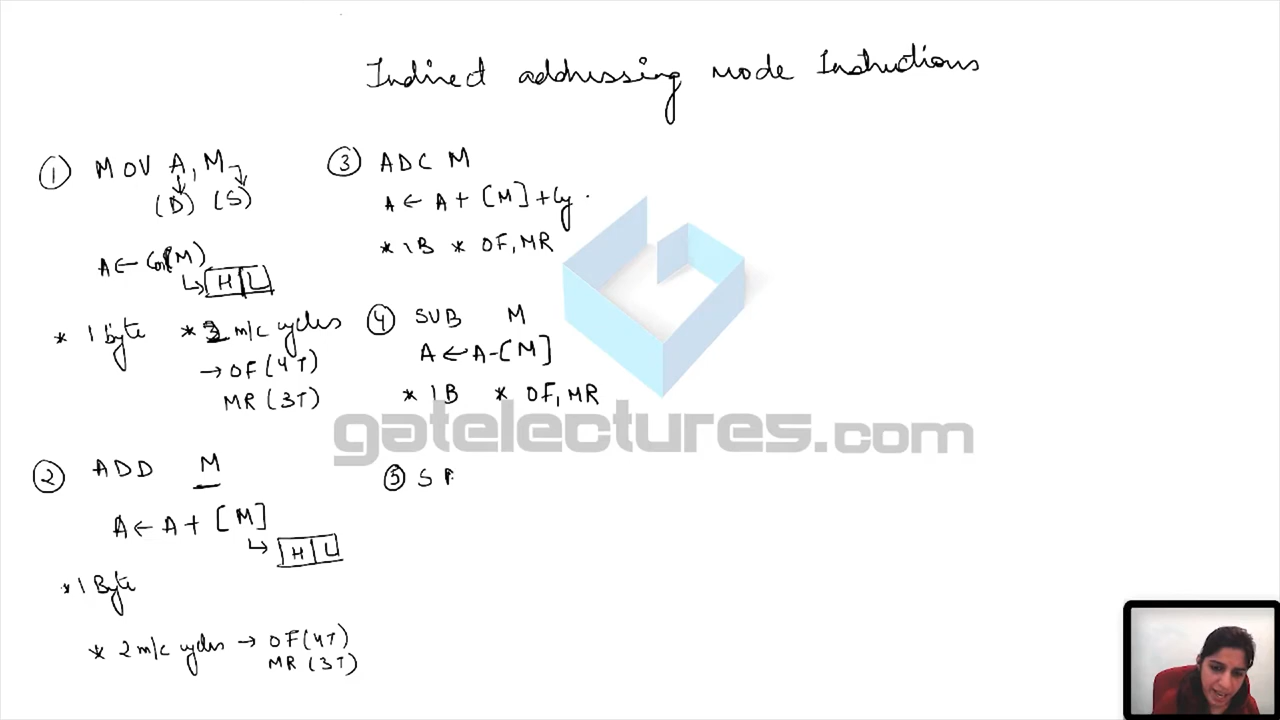 Indirect addressing mode Instructions
① MOV A, M
(D) (S)
A ← Con(M)
↳ H L
* 1 byte * 2 m/c cycles
→ OF (4T)
MR (3T)
② ADD M
A ← A + [M]
↳ H L
* 1 Byte
* 2 m/c cycles → OF (4T)
MR (3T)
③ ADC M
A ← A + [M] + Cy
* 1B * OF, MR
④ SUB M
A ← A - [M]
* 1B * OF, MR
⑤ S
gatelectures.com